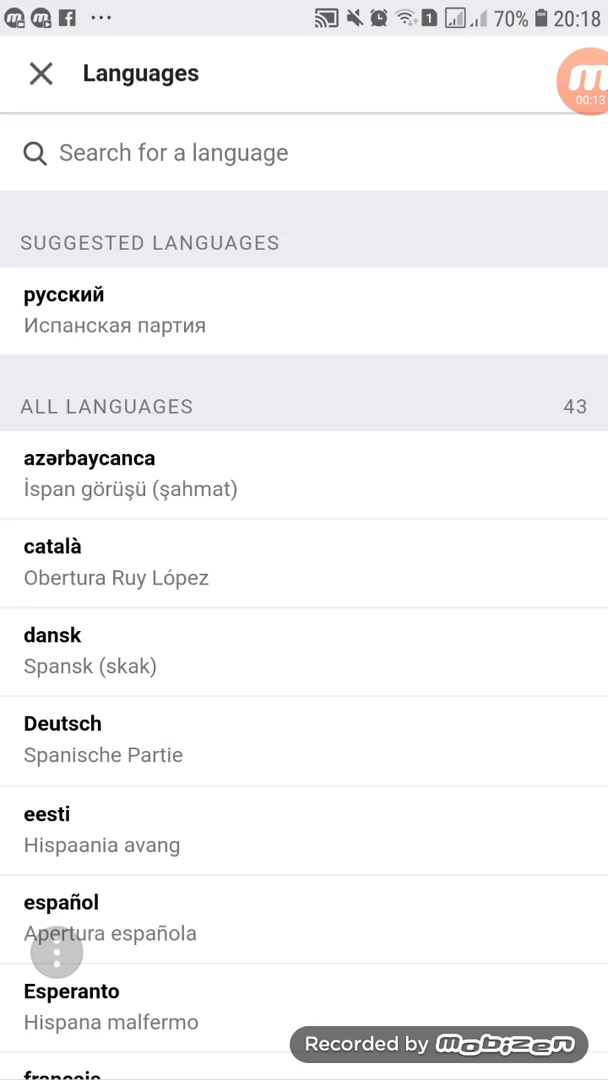 1 70% 20:18
Languages
00:13
Search for a language
SUGGESTED LANGUAGES
русский
Испанская партия
ALL LANGUAGES 43
azərbaycanca
İspan görüşü (şahmat)
català
Obertura Ruy López
dansk
Spansk (skak)
Deutsch
Spanische Partie
eesti
Hispaania avang
español
Apertura española
Esperanto
Hispana malfermo
Recorded by mobizen
français